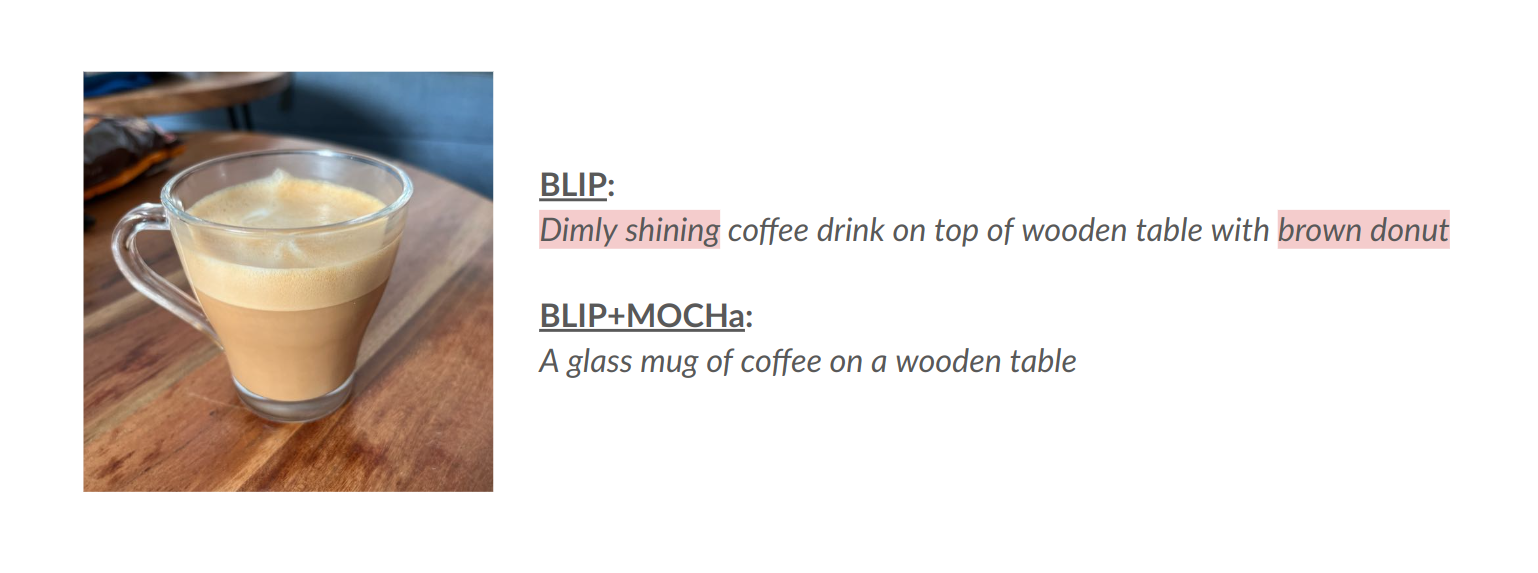 BLIP:
Dimly shining coffee drink on top of wooden table with brown donut
BLIP+MOCHa:
A glass mug of coffee on a wooden table